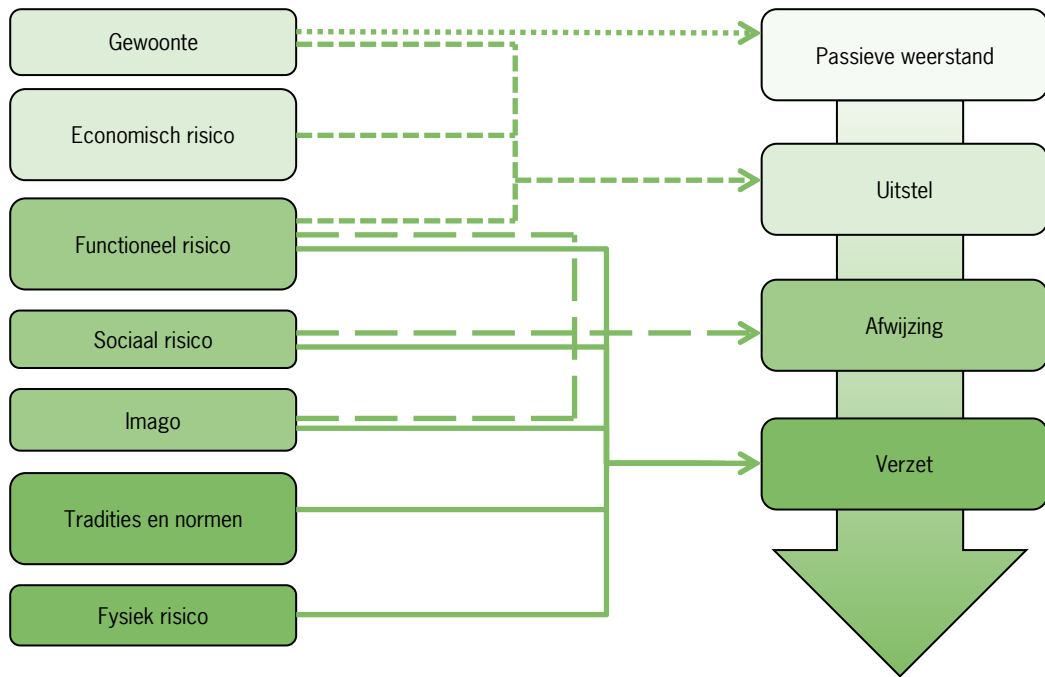 Gewoonte
Economisch risico
Functioneel risico
Sociaal risico
Imago
Tradities en normen
Fysiek risico
Passieve weerstand
Uitstel
Afwijzing
Verzet